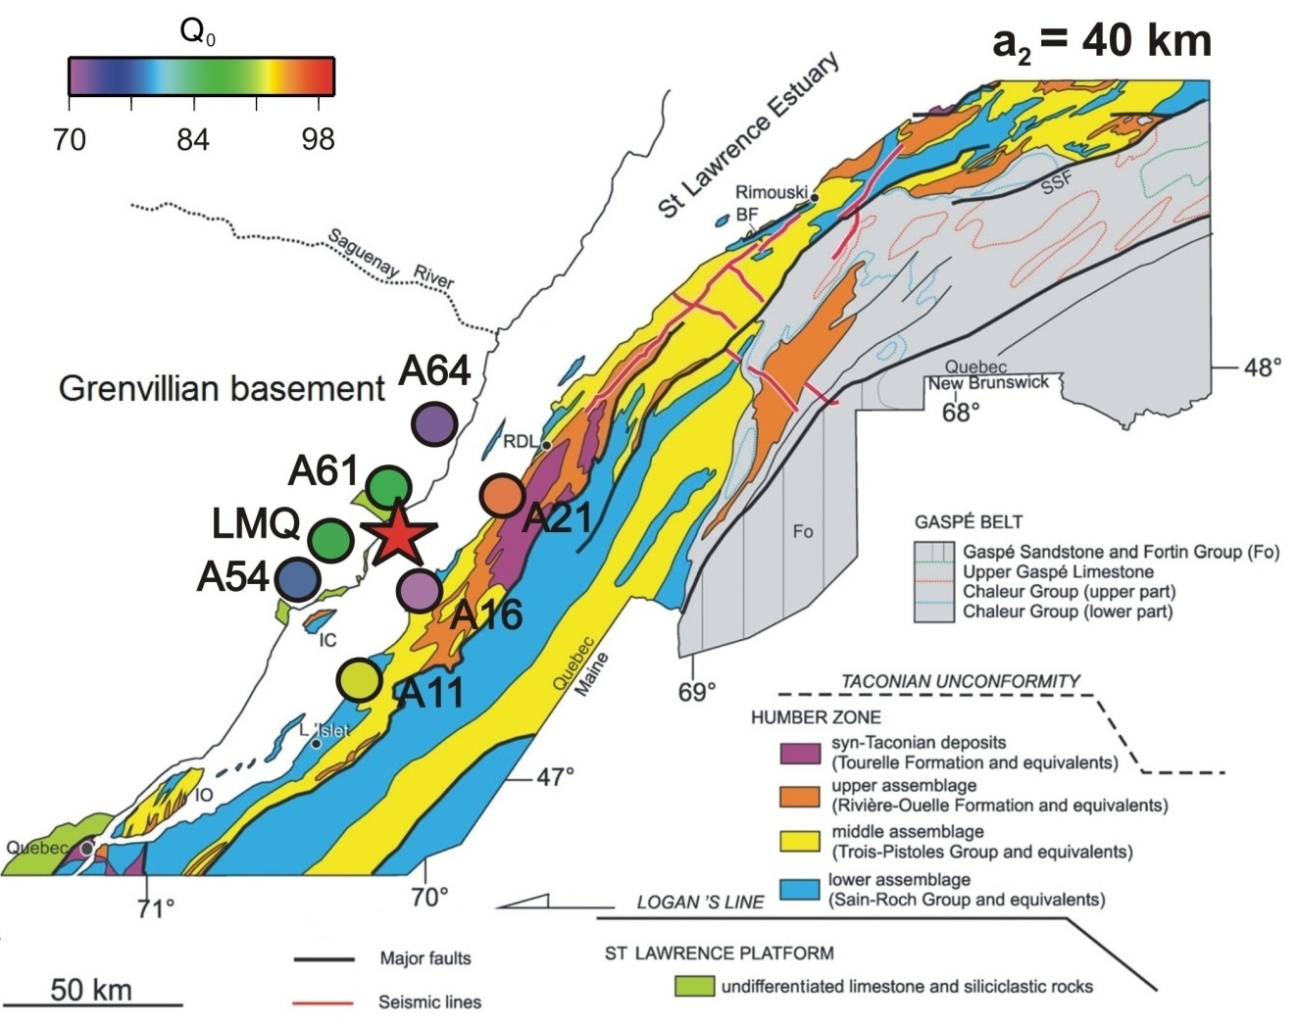 Q0
70 84 98
a2 = 40 km
St Lawrence Estuary
Rimouski
BF
SSF
Saguenay River
Grenvillian basement
A64
A61
LMQ
A54
RDL
A21
A16
A11
IC
L 'Islet
IO
Quebec
Quebec
New Brunswick
48°
68°
Fo
69°
Quebec
Maine
47°
70°
71°
GASPÉ BELT
Gaspé Sandstone and Fortin Group (Fo)
Upper Gaspé Limestone
Chaleur Group (upper part)
Chaleur Group (lower part)
TACONIAN UNCONFORMITY
HUMBER ZONE
syn-Taconian deposits
(Tourelle Formation and equivalents)
upper assemblage
(Rivière-Ouelle Formation and equivalents)
middle assemblage
(Trois-Pistoles Group and equivalents)
lower assemblage
(Sain-Roch Group and equivalents)
LOGAN 'S LINE
ST LAWRENCE PLATFORM
undifferentiated limestone and siliciclastic rocks
Major faults
Seismic lines
50 km